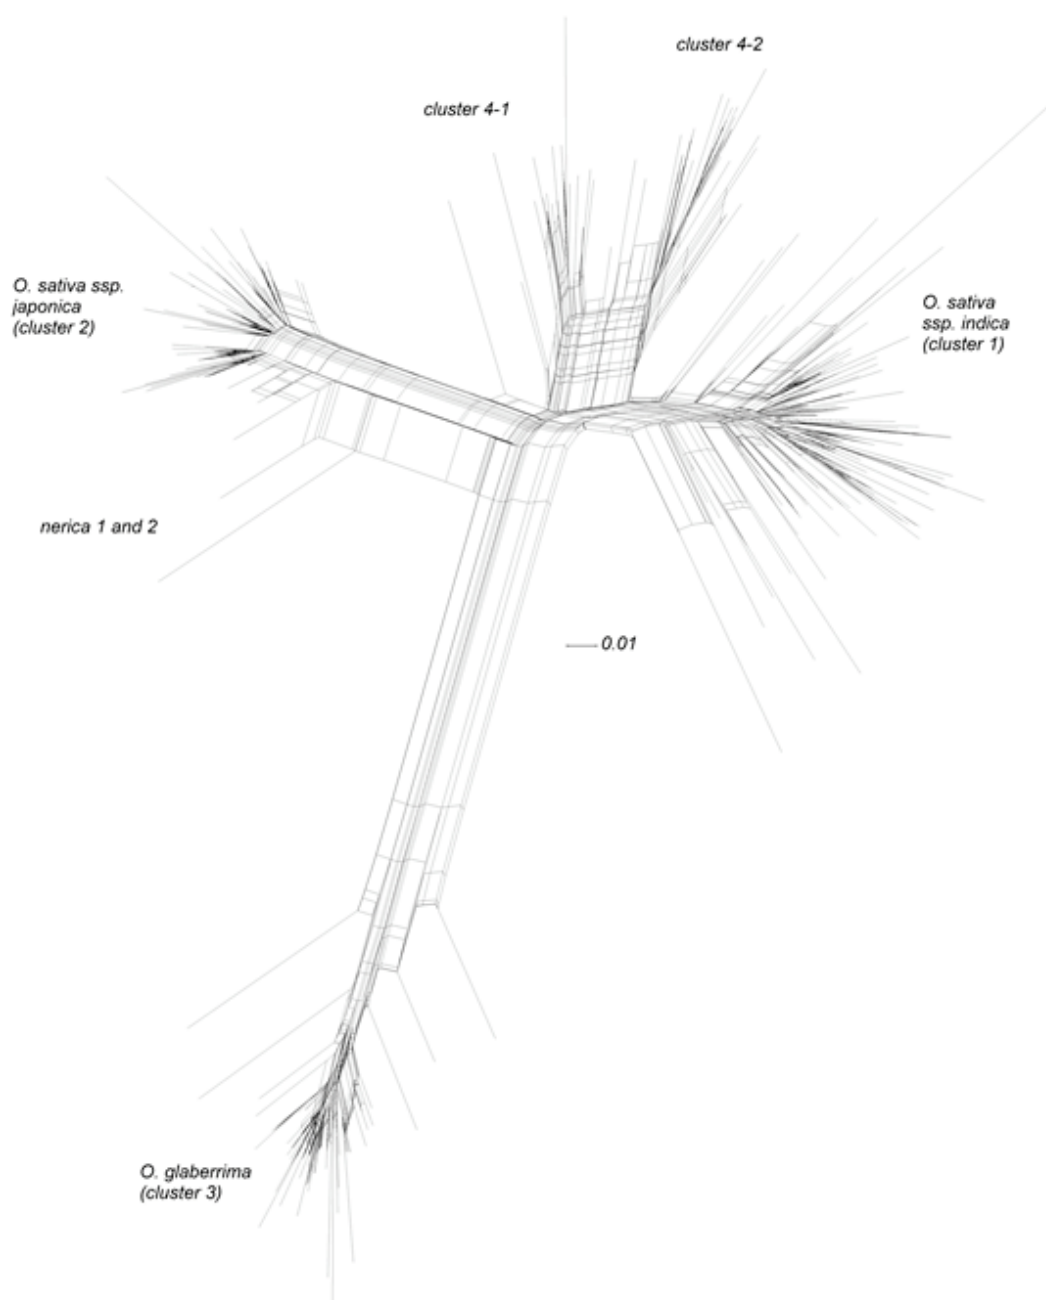 cluster 4-2
cluster 4-1
O. sativa ssp.
japonica
(cluster 2)
O. sativa
ssp. indica
(cluster 1)
nerica 1 and 2
0.01
O. glaberrima
(cluster 3)